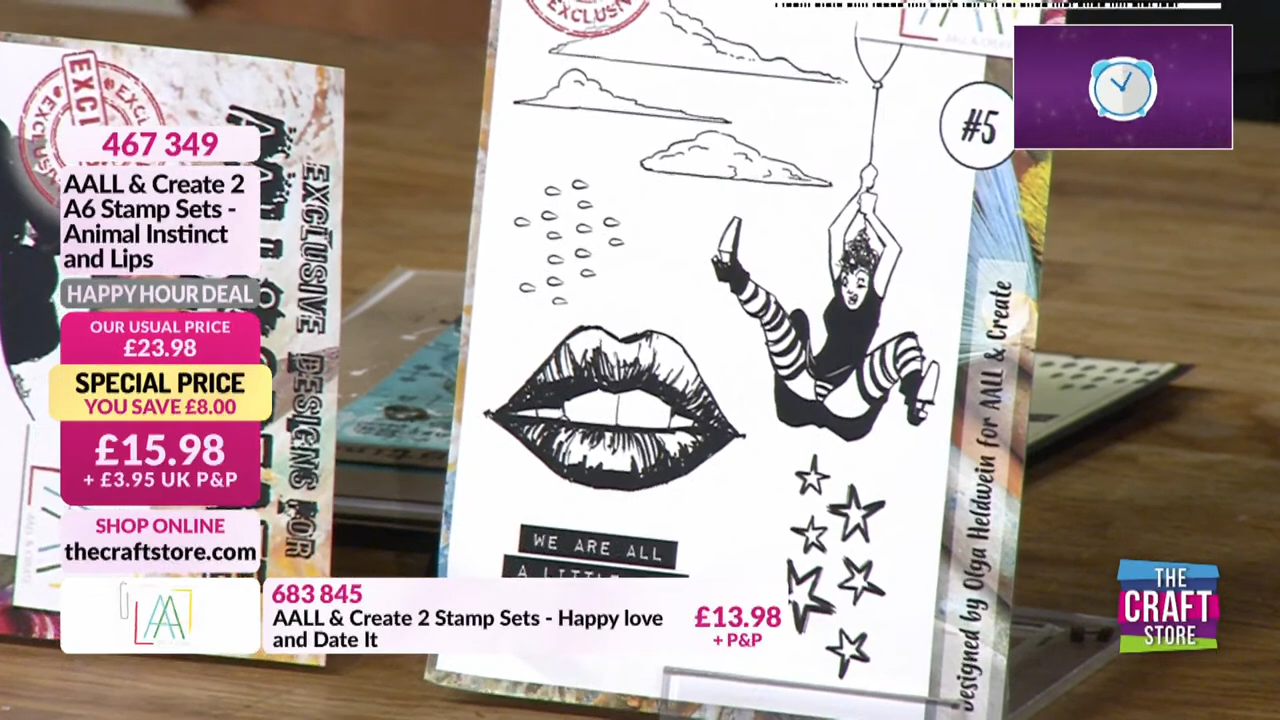 467 349
AALL & Create 2
A6 Stamp Sets -
Animal Instinct
and Lips
HAPPY HOUR DEAL
OUR USUAL PRICE
£23.98
SPECIAL PRICE
YOU SAVE £8.00
£15.98
+ £3.95 UK P&P
SHOP ONLINE
thecraftstore.com
683 845
AALL & Create 2 Stamp Sets - Happy love
and Date It
£13.98
+ P&P
EXCLUSIVE
EXCLUSIVE DESIGNS FOR
#5
WE ARE ALL
A LITTLE
Designed by Olga Heldwein for AALL & Create
THE
CRAFT
STORE